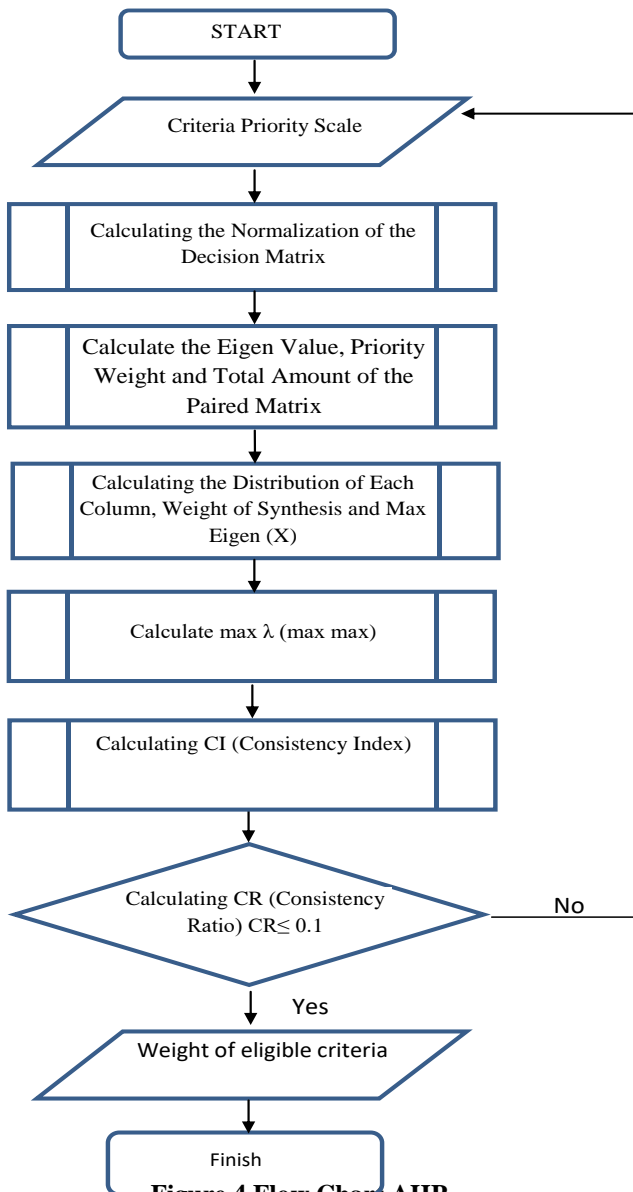 START
Criteria Priority Scale
Calculating the Normalization of the
Decision Matrix
Calculate the Eigen Value, Priority
Weight and Total Amount of the
Paired Matrix
Calculating the Distribution of Each
Column, Weight of Synthesis and Max
Eigen (X)
Calculate max λ (max max)
Calculating CI (Consistency Index)
Calculating CR (Consistency
Ratio) CR≤ 0.1
No
Yes
Weight of eligible criteria
Finish
Figure 4 Flow